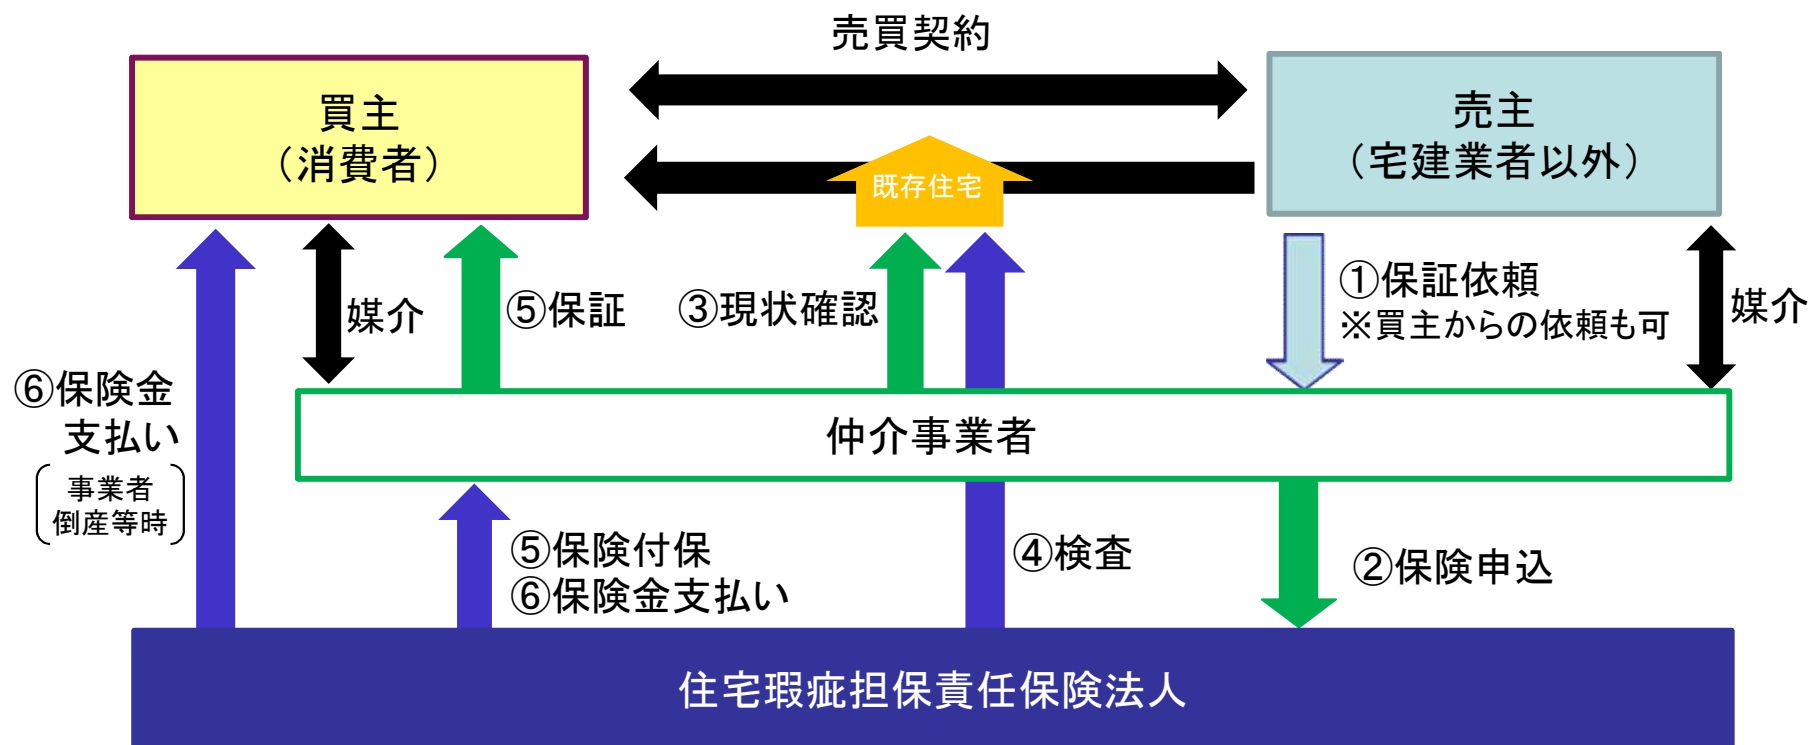 売買契約
買主
（消費者）
売主
（宅建業者以外）
既存住宅
媒介
⑤保証
③現状確認
①保証依頼
※買主からの依頼も可
媒介
⑥保険金
支払い
事業者
倒産等時
仲介事業者
⑤保険付保
⑥保険金支払い
④検査
②保険申込
住宅瑕疵担保責任保険法人